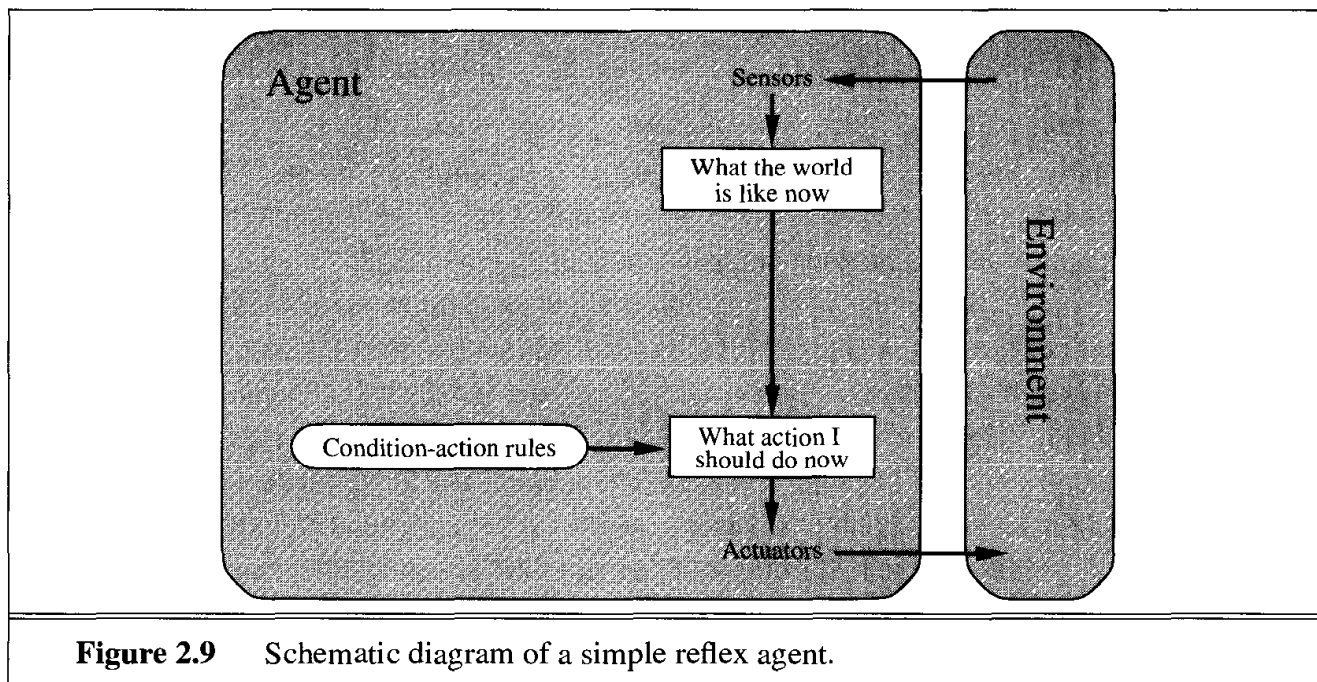 Agent
Sensors
What the world
is like now
Environment
Condition-action rules
What action I
should do now
Actuators
Figure 2.9 Schematic diagram of a simple reflex agent.